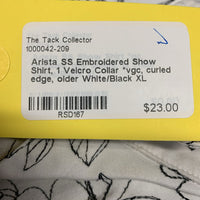 The Tack Collector
1000042-209
Arista SS Embroidered Show
Shirt, 1 Velcro Collar *vgc, curled
edge, older White/Black XL
$23.00
RSD167